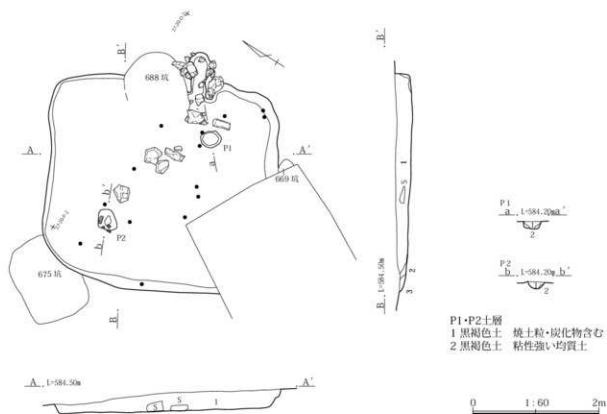 B'
B'
688坑
A
P1
A'
a
669坑
b'
P2
b
675坑
B
B L=584.50m
1
S
2
3
P1
a L=584.20m a'
2
P2
b L=584.20m b'
2
P1・P2土層
1 黒褐色土 焼土粒・炭化物含む
2 黒褐色土 粘性強い均質土
A L=584.50m
A'
S
S
1
0
1:60
2m